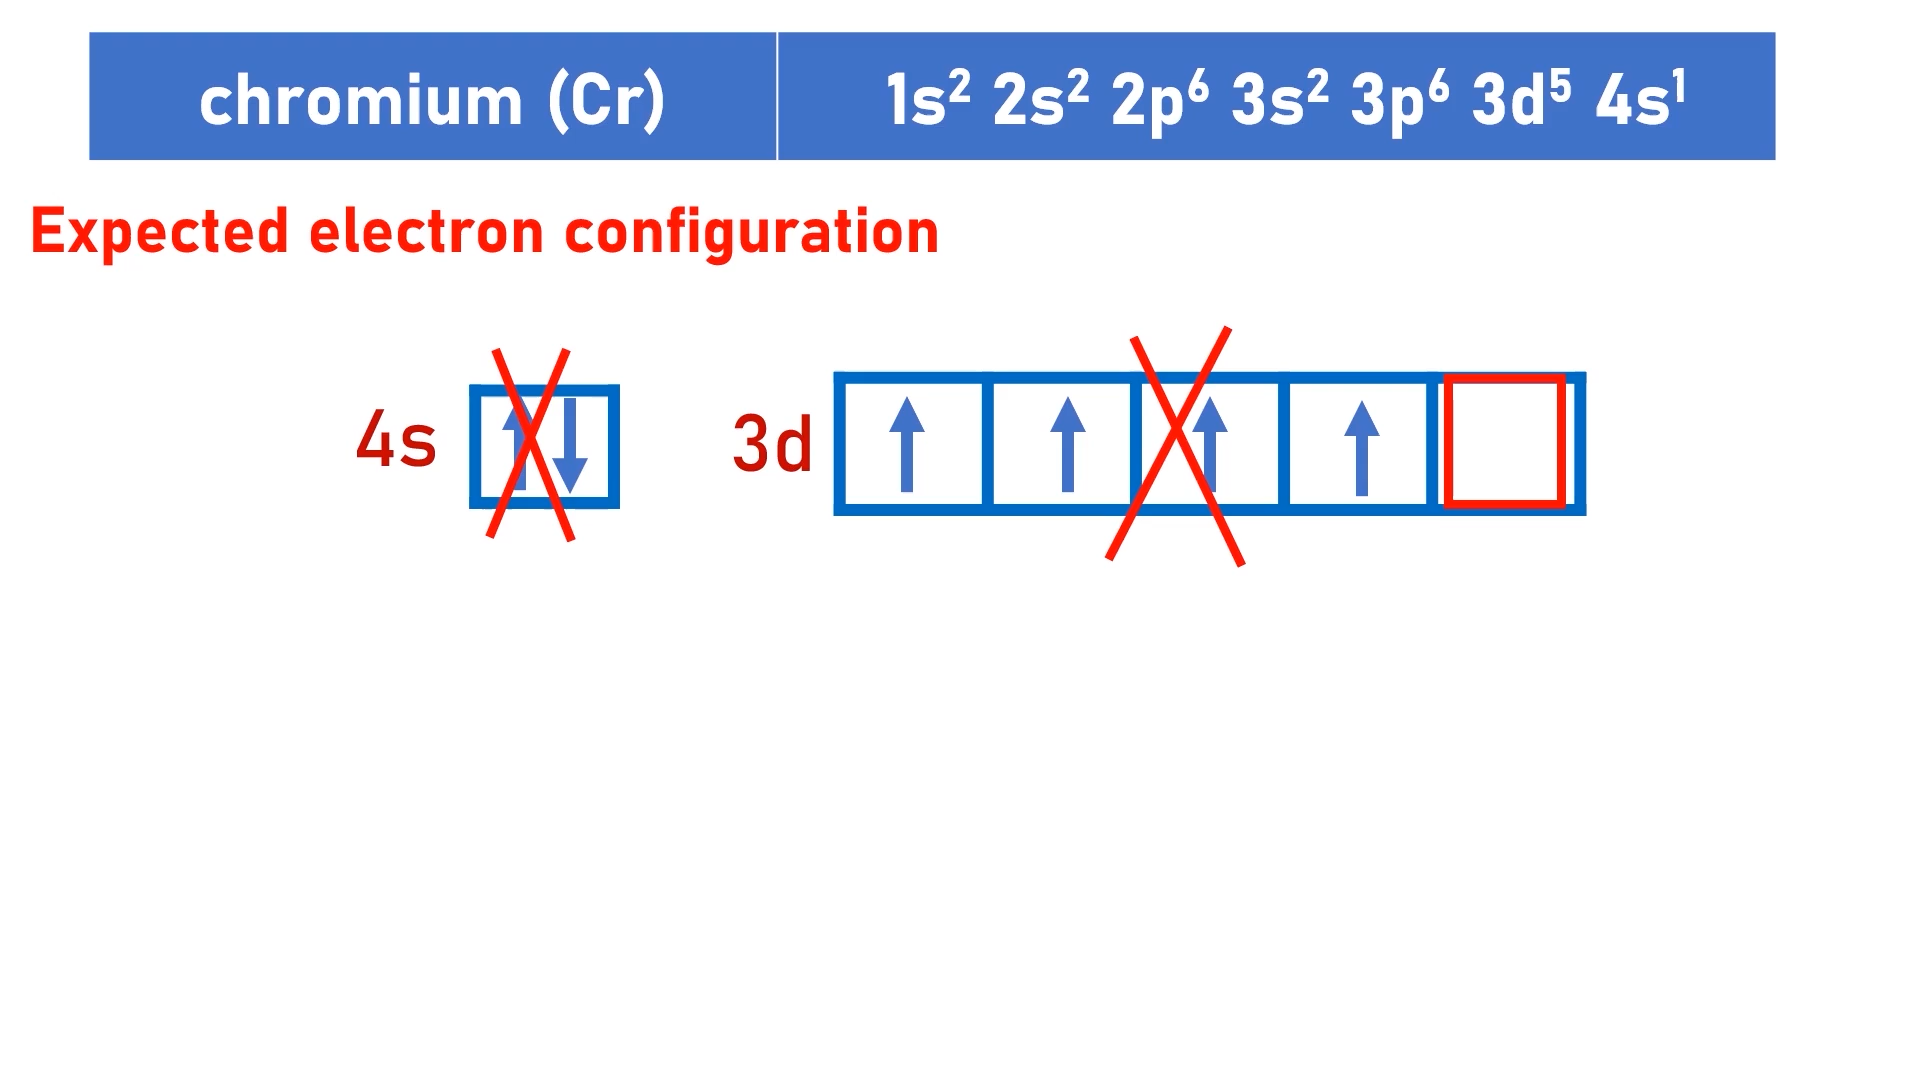 chromium (Cr)
1s² 2s² 2p⁶ 3s² 3p⁶ 3d⁵ 4s¹
Expected electron configuration
4s
3d